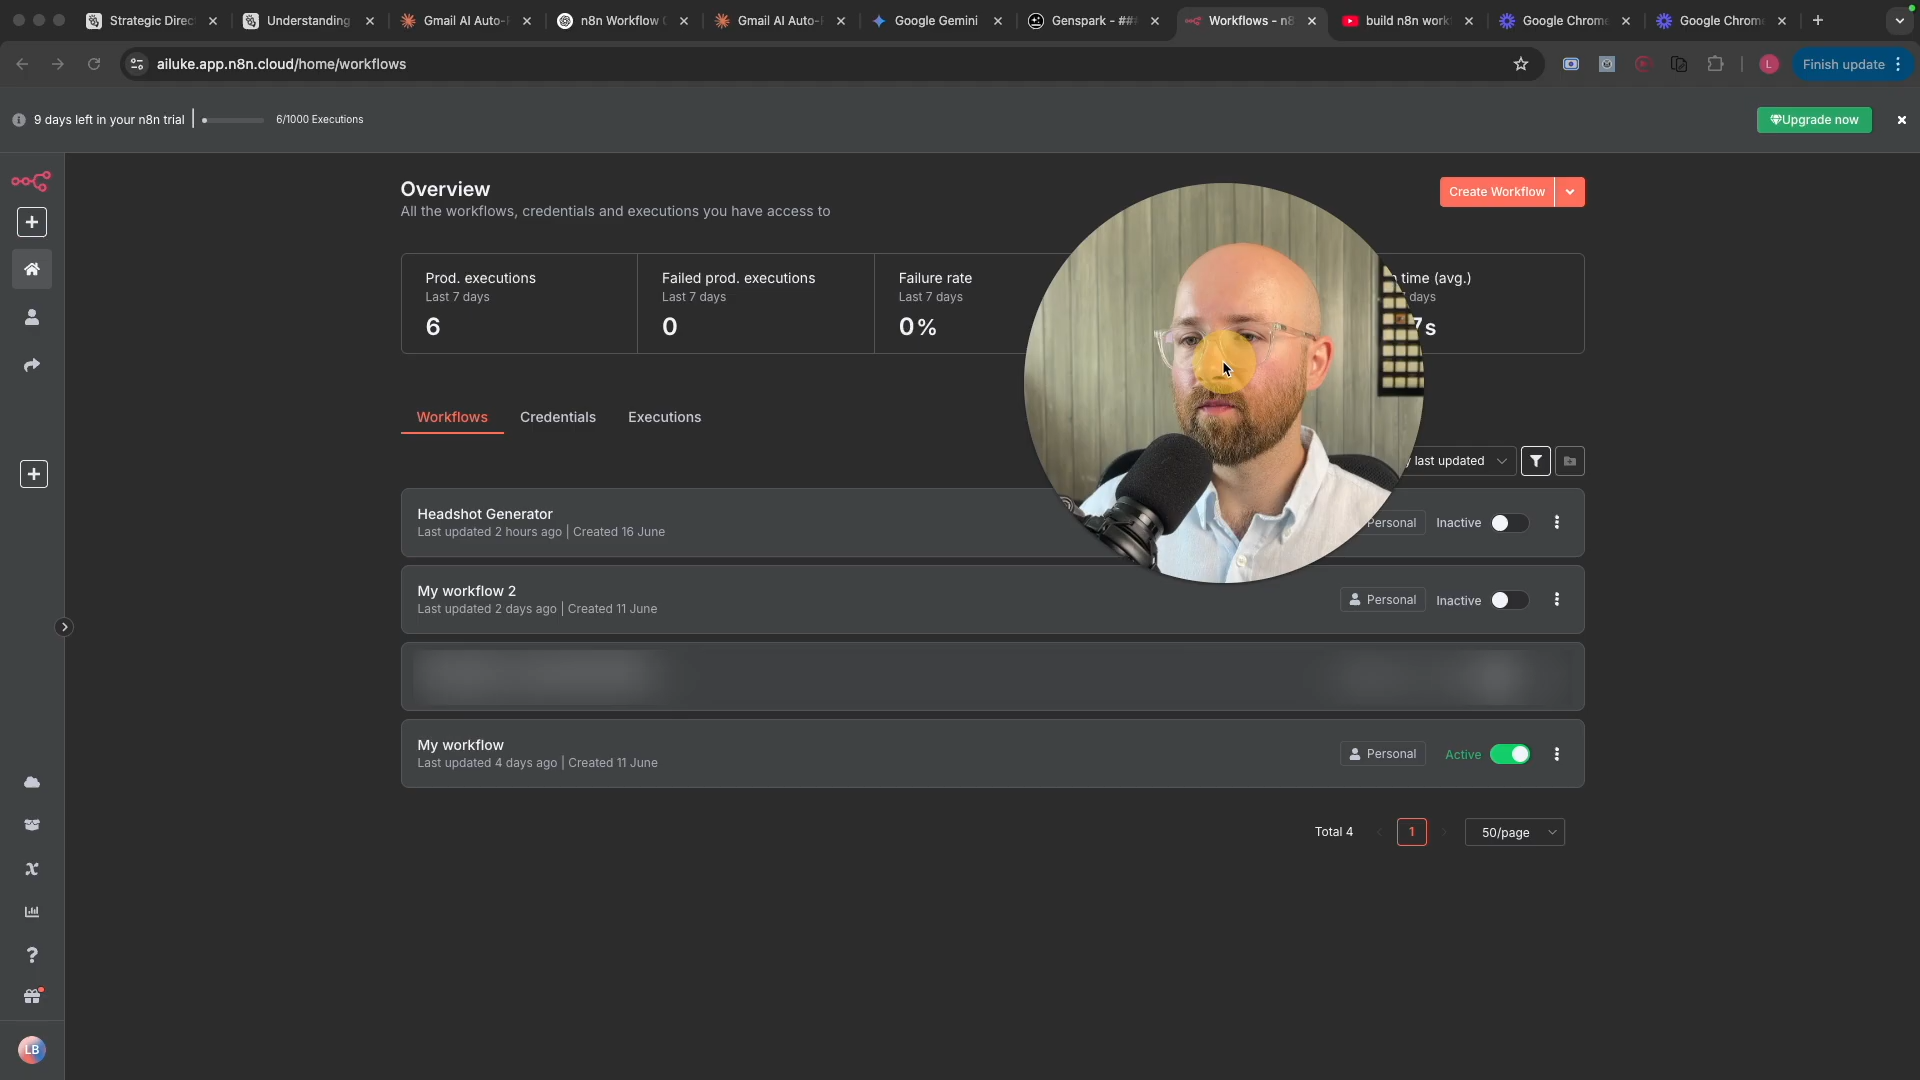 Strategic Direc
Understanding
Gmail AI Auto-
n8n Workflow
Gmail AI Auto-
Google Gemini
Genspark - ###
Workflows - n8
build n8n work
Google Chrom
Google Chrom
ailuke.app.n8n.cloud/home/workflows
L
Finish update
9 days left in your n8n trial
6/1000 Executions
Upgrade now
Overview
All the workflows, credentials and executions you have access to
Create Workflow
Prod. executions
Last 7 days
6
Failed prod. executions
Last 7 days
0
Failure rate
Last 7 days
0%
time (avg.)
days
7s
Workflows
Credentials
Executions
last updated
Headshot Generator
Last updated 2 hours ago | Created 16 June
Personal
Inactive
My workflow 2
Last updated 2 days ago | Created 11 June
Personal
Inactive
My workflow
Last updated 4 days ago | Created 11 June
Personal
Active
Total 4
1
50/page
LB